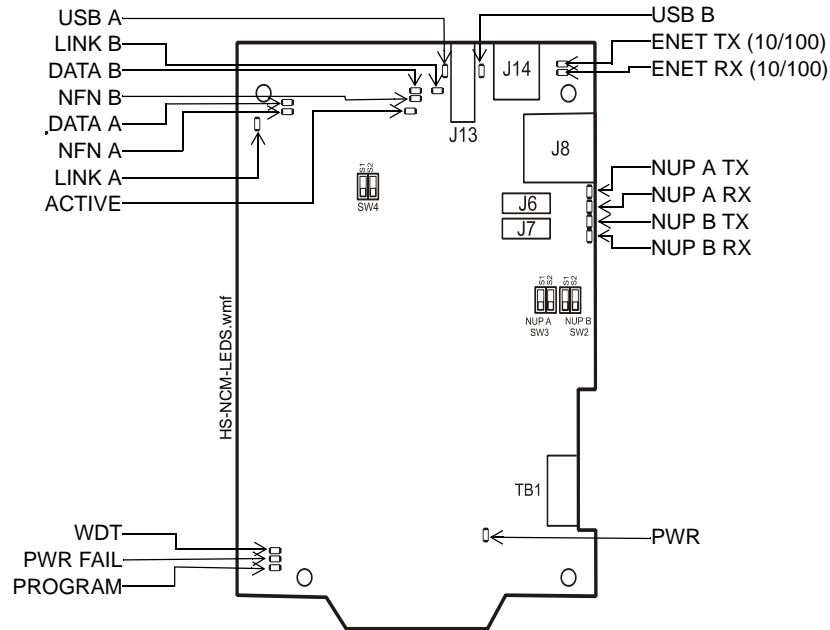 USB A
LINK B
DATA B
NFN B
.DATA A
NFN A
LINK A
ACTIVE
USB B
ENET TX (10/100)
ENET RX (10/100)
J14
J13
J8
J6
J7
S1 S2
SW4
NUP A TX
NUP A RX
NUP B TX
NUP B RX
S1 S2
S1 S2
NUP A
SW3
NUP B
SW2
HS-NCM-LEDS.wmf
TB1
WDT
PWR FAIL
PROGRAM
PWR